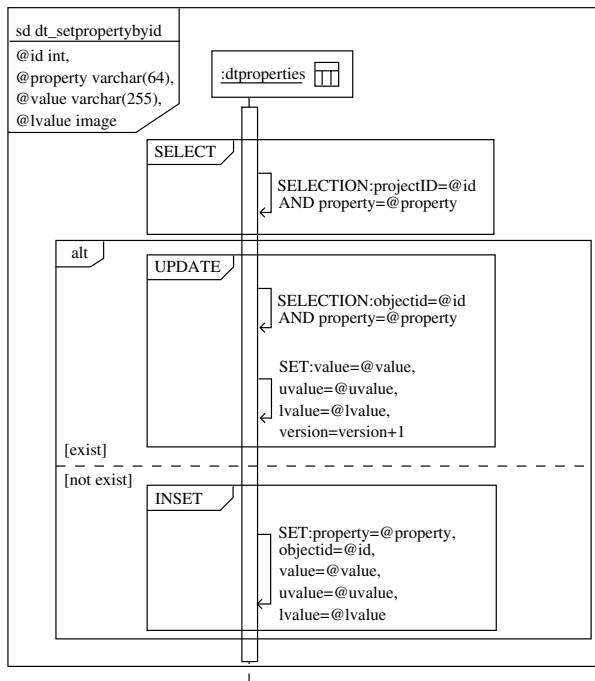 sd dt_setpropertybyid
@id int,
@property varchar(64),
@value varchar(255),
@lvalue image
:dtproperties
SELECT
SELECTION:projectID=@id
AND property=@property
alt
UPDATE
SELECTION:objectid=@id
AND property=@property
SET:value=@value,
uvalue=@uvalue,
lvalue=@lvalue,
version=version+1
[exist]
[not exist]
INSET
SET:property=@property,
objectid=@id,
value=@value,
uvalue=@uvalue,
lvalue=@lvalue